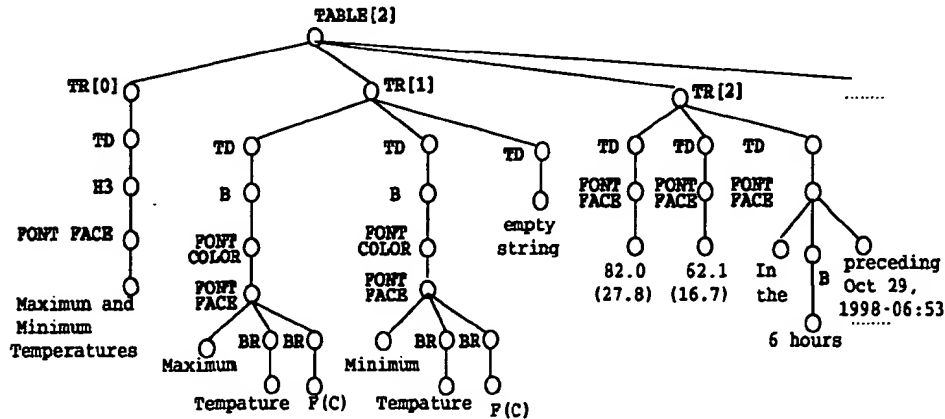 TABLE[2]
TR[0]
TR[1]
TR[2]
.........
TD
TD
TD
TD
TD
TD
TD
H3
B
B
FONT
FACE
FONT
FACE
FONT
FACE
FONT FACE
FONT
COLOR
FONT
COLOR
empty
string
82.0
(27.8)
62.1
(16.7)
In
the
B
preceding
Oct 29,
1998-06:53
FONT
FACE
FONT
FACE
Maximun and
Minimum
Temperatures
Maximum
BR
BR
Minimum
BR
BR
6 hours
.........
Tempature
F(C)
Tempature
F(C)